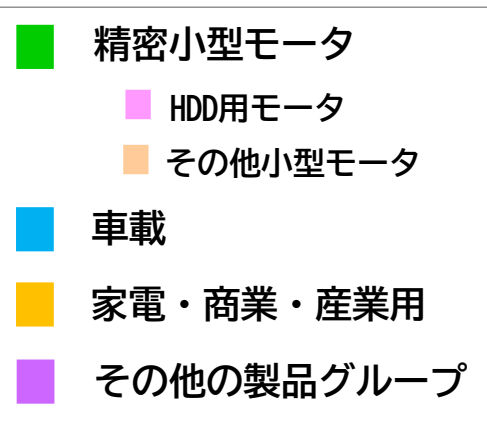 精密小型モータ
HDD用モータ
その他小型モータ
車載
家電・商業・産業用
その他の製品グループ